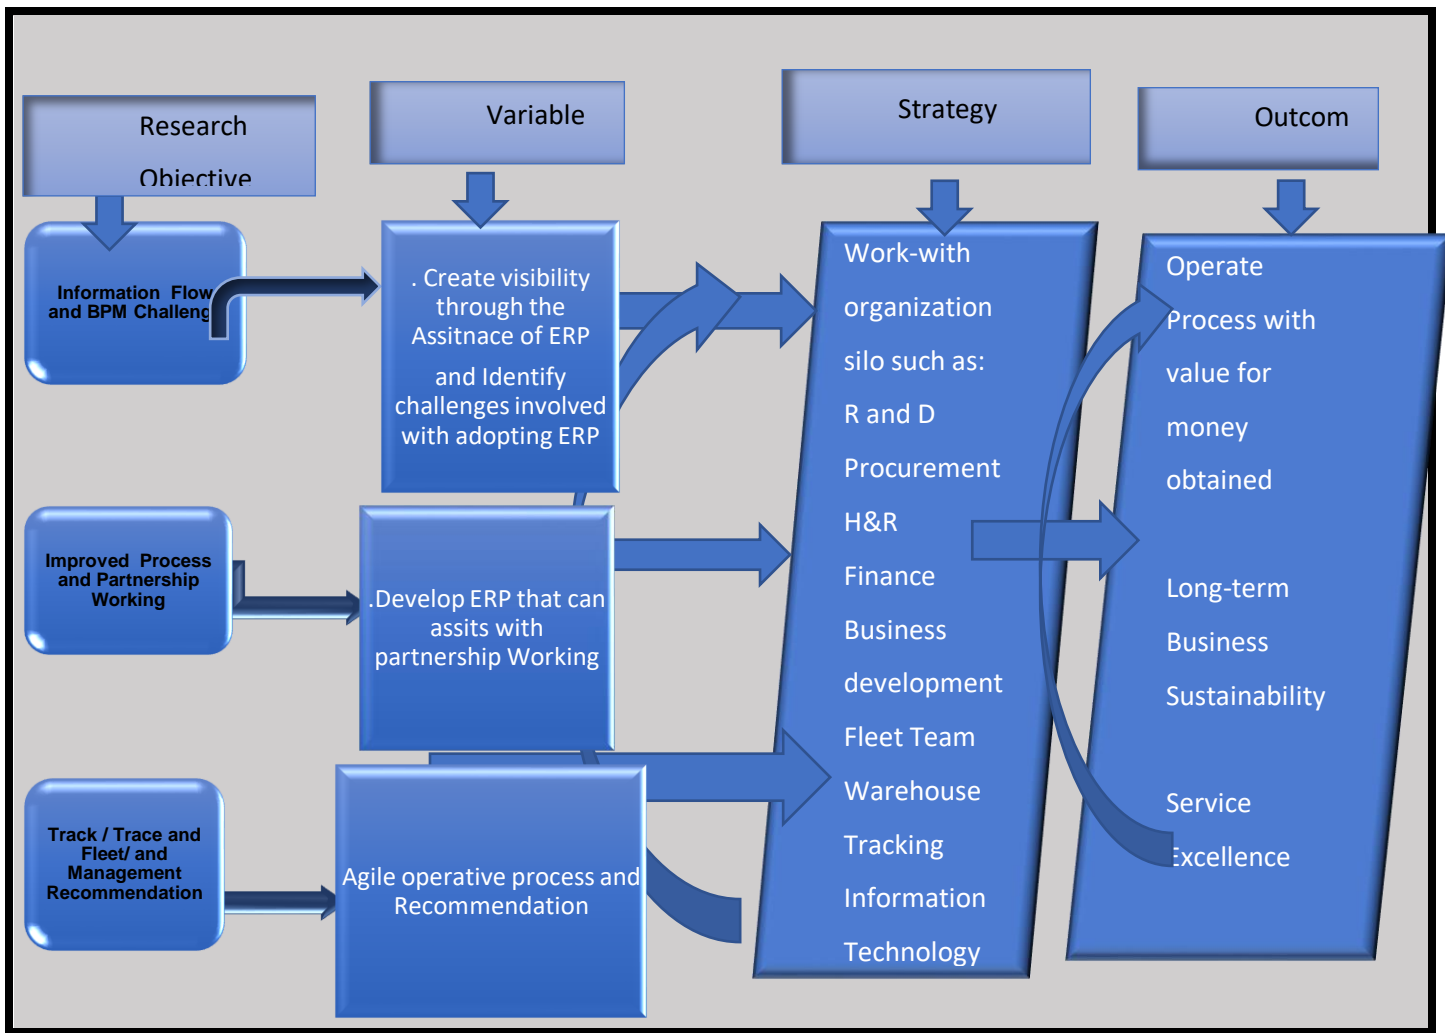 Research
Objective
Variable
Strategy
Outcom
Information Flow
and BPM Challeng
. Create visibility
through the
Assitnace of ERP
and Identify
challenges involved
with adopting ERP
Improved Process
and Partnership
Working
.Develop ERP that can
assits with
partnership Working
Track / Trace and
Fleet/ and
Management
Recommendation
Agile operative process and
Recommendation
Work-with
organization
silo such as:
R and D
Procurement
H&R
Finance
Business
development
Fleet Team
Warehouse
Tracking
Information
Technology
Operate
Process with
value for
money
obtained
Long-term
Business
Sustainability
Service
Excellence